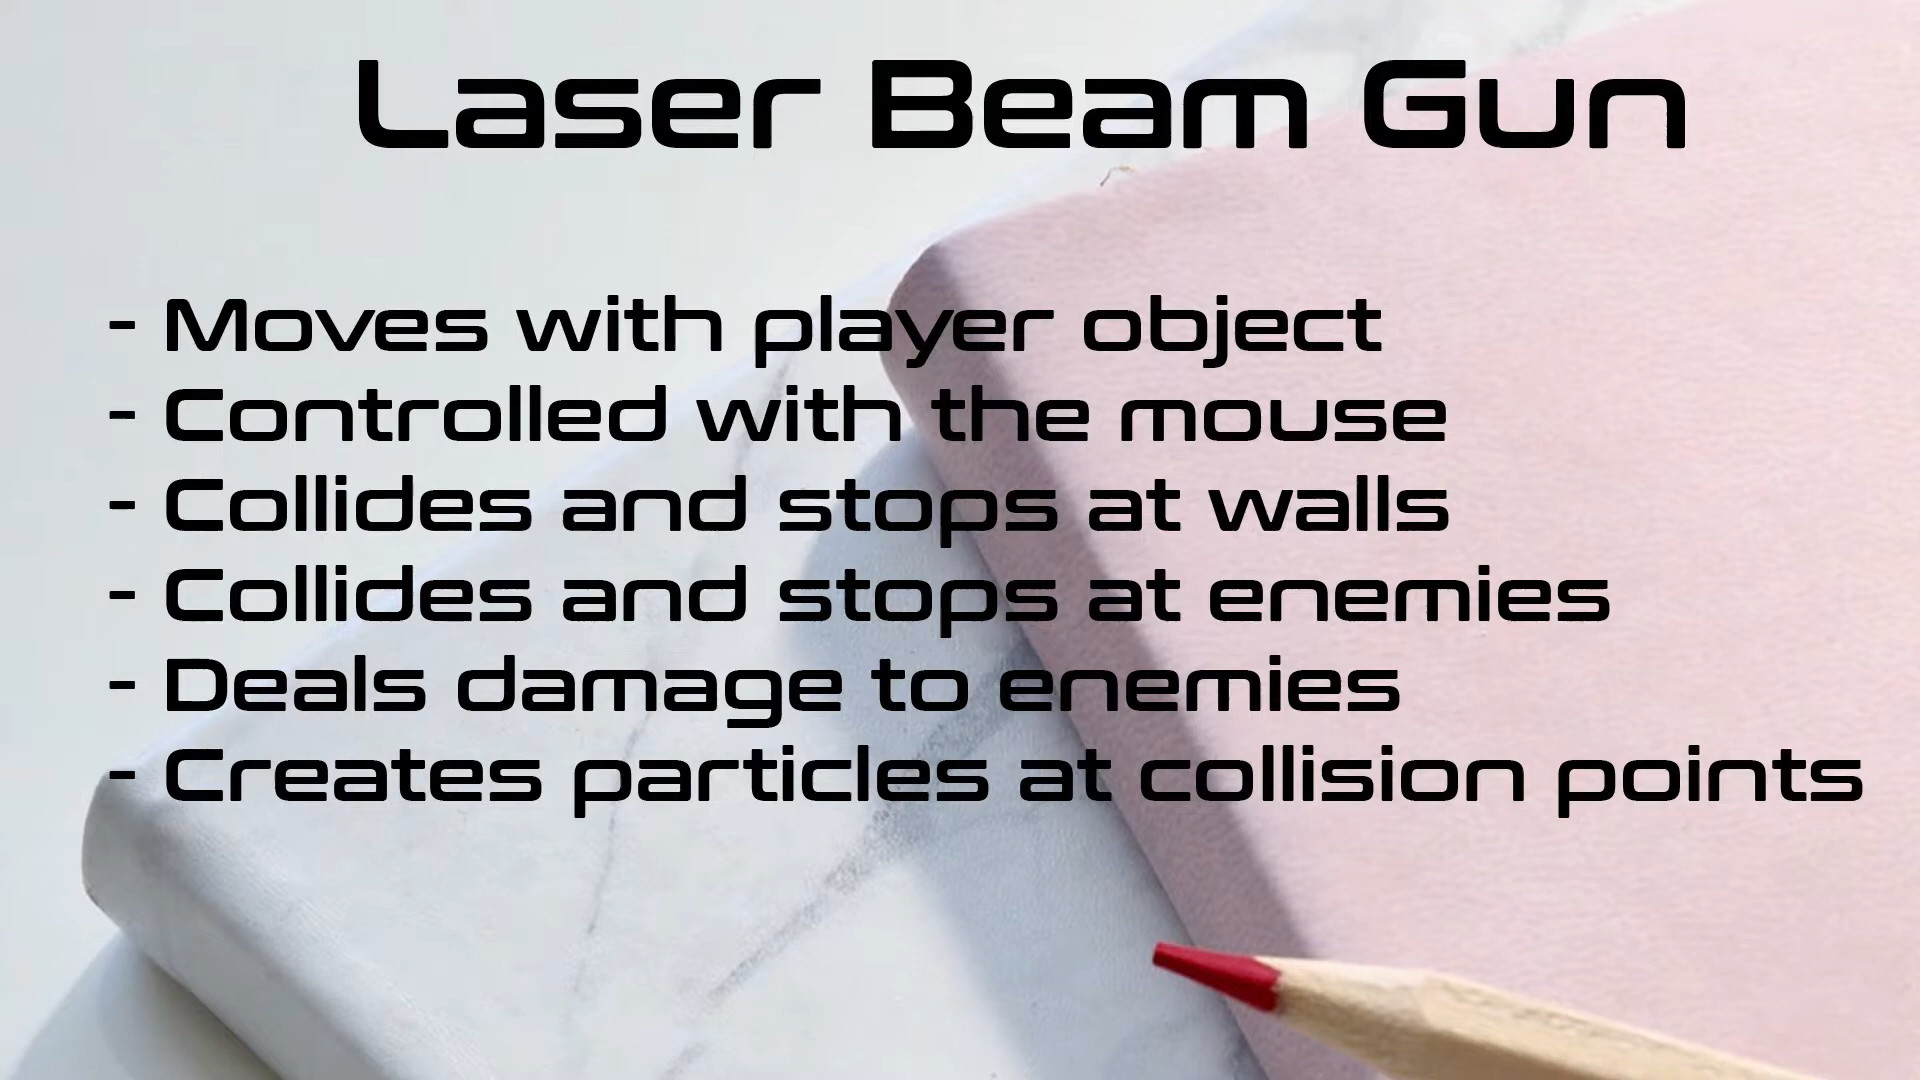 Laser Beam Gun
- Moves with player object
- Controlled with the mouse
- Collides and stops at walls
- Collides and stops at enemies
- Deals damage to enemies
- Creates particles at collision points